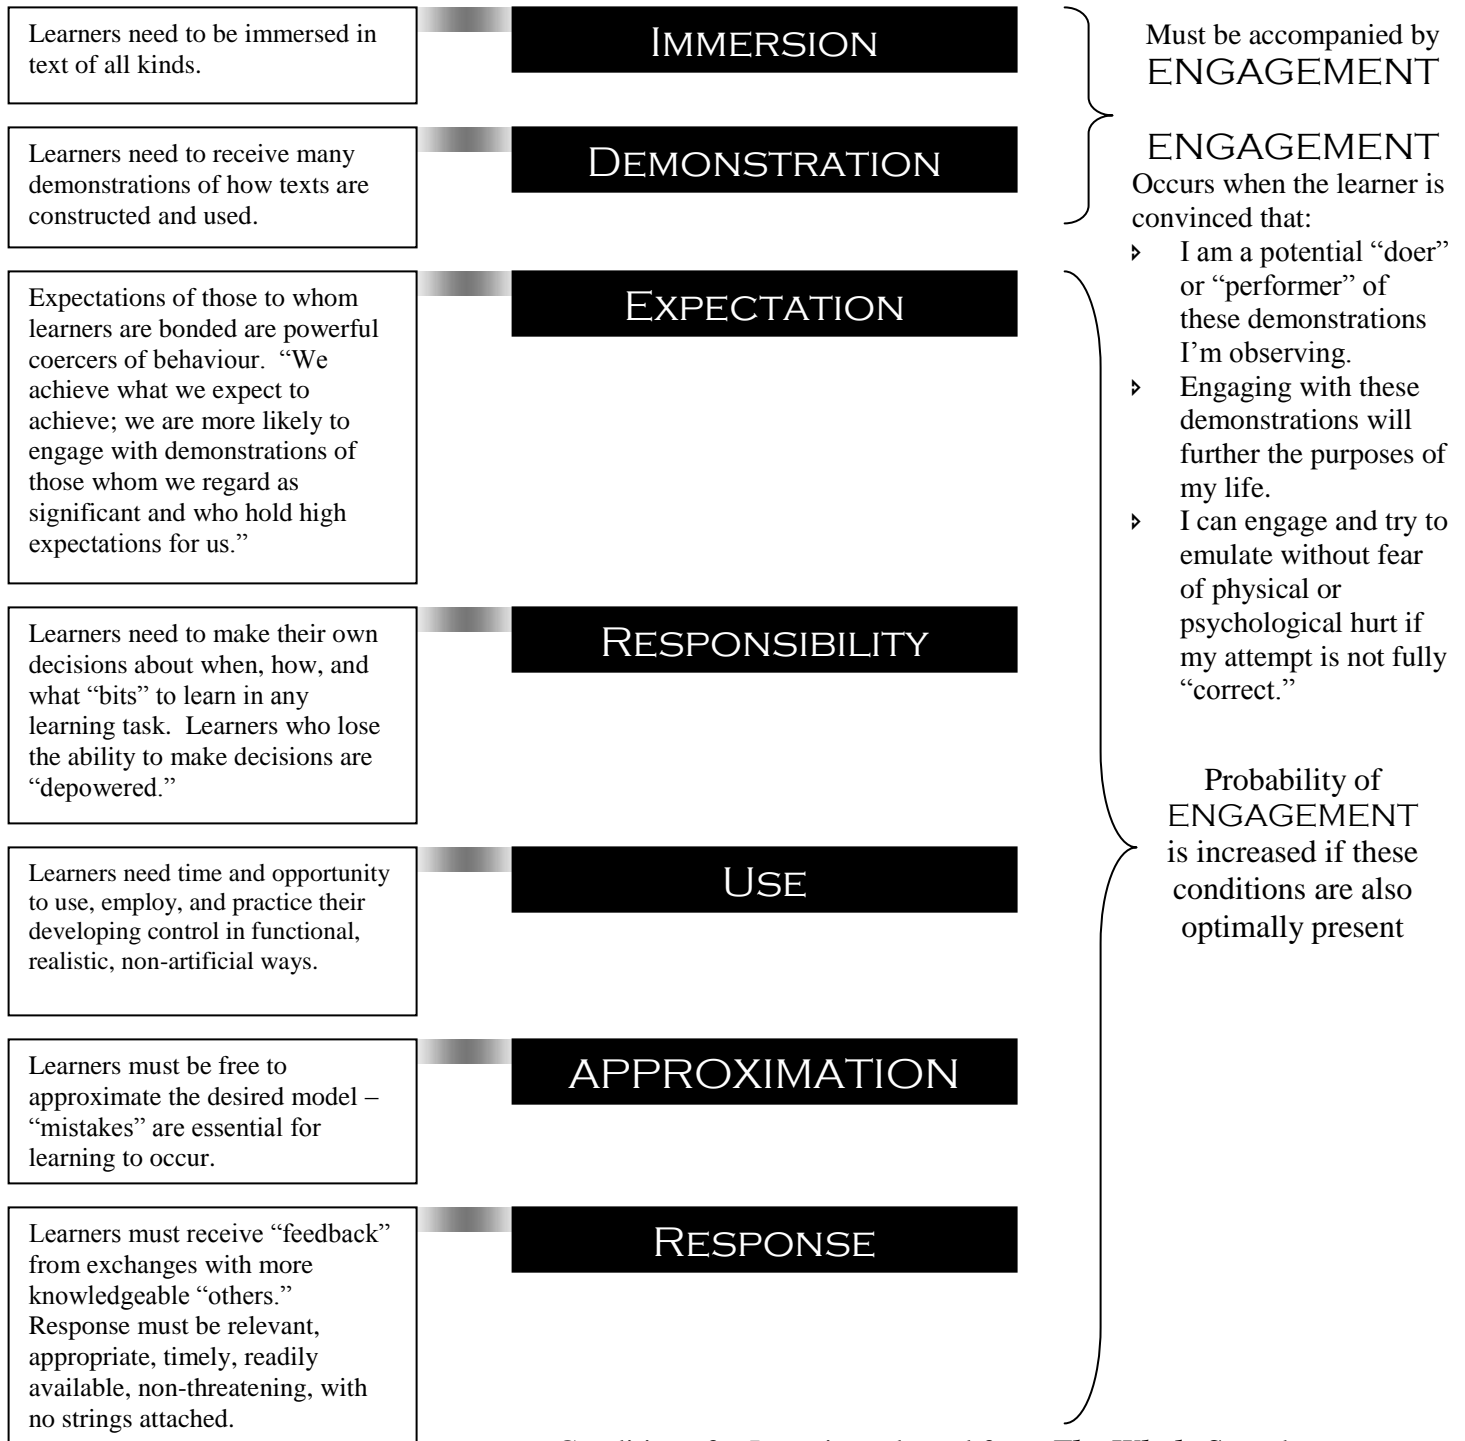 Learners need to be immersed in
text of all kinds.
IMMERSION
Learners need to receive many
demonstrations of how texts are
constructed and used.
DEMONSTRATION
Must be accompanied by
ENGAGEMENT
ENGAGEMENT
Occurs when the learner is
convinced that:
I am a potential “doer”
or “performer” of
these demonstrations
I’m observing.
Engaging with these
demonstrations will
further the purposes of
my life.
I can engage and try to
emulate without fear
of physical or
psychological hurt if
my attempt is not fully
“correct.”
Expectations of those to whom
learners are bonded are powerful
coercers of behaviour.  “We
achieve what we expect to
achieve; we are more likely to
engage with demonstrations of
those whom we regard as
significant and who hold high
expectations for us.”
EXPECTATION
Learners need to make their own
decisions about when, how, and
what “bits” to learn in any
learning task.  Learners who lose
the ability to make decisions are
“depowered.”
RESPONSIBILITY
Learners need time and opportunity
to use, employ, and practice their
developing control in functional,
realistic, non-artificial ways.
USE
Learners must be free to
approximate the desired model –
“mistakes” are essential for
learning to occur.
APPROXIMATION
Learners must receive “feedback”
from exchanges with more
knowledgeable “others.”
Response must be relevant,
appropriate, timely, readily
available, non-threatening, with
no strings attached.
RESPONSE
Probability of
ENGAGEMENT
is increased if these
conditions are also
optimally present